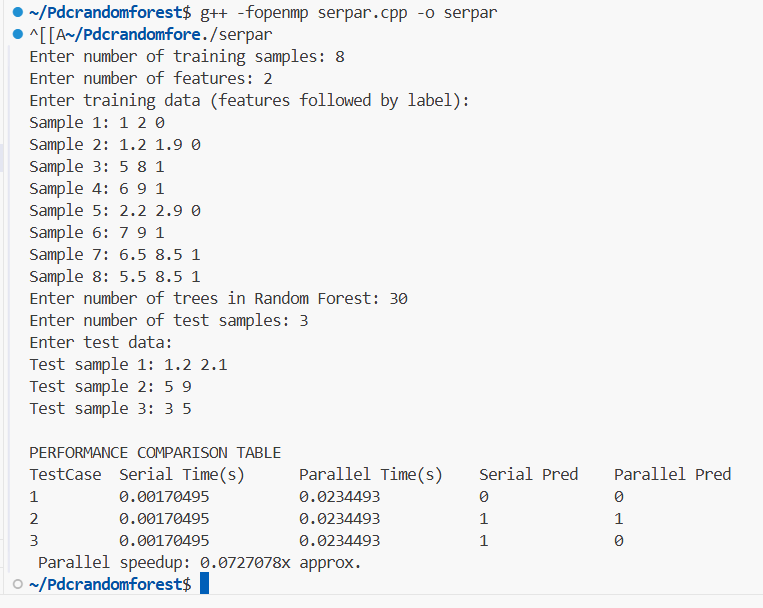 ~/Pdcrandomforest$ g++ -fopenmp serpar.cpp -o serpar
^[[A~/Pdcrandomfore./serpar
Enter number of training samples: 8
Enter number of features: 2
Enter training data (features followed by label):
Sample 1: 1 2 0
Sample 2: 1.2 1.9 0
Sample 3: 5 8 1
Sample 4: 6 9 1
Sample 5: 2.2 2.9 0
Sample 6: 7 9 1
Sample 7: 6.5 8.5 1
Sample 8: 5.5 8.5 1
Enter number of trees in Random Forest: 30
Enter number of test samples: 3
Enter test data:
Test sample 1: 1.2 2.1
Test sample 2: 5 9
Test sample 3: 3 5
PERFORMANCE COMPARISON TABLE
TestCase  Serial Time(s)      Parallel Time(s)    Serial Pred    Parallel Pred
1         0.00170495          0.0234493           0              0
2         0.00170495          0.0234493           1              1
3         0.00170495          0.0234493           1              0
Parallel speedup: 0.0727078x approx.
~/Pdcrandomforest$